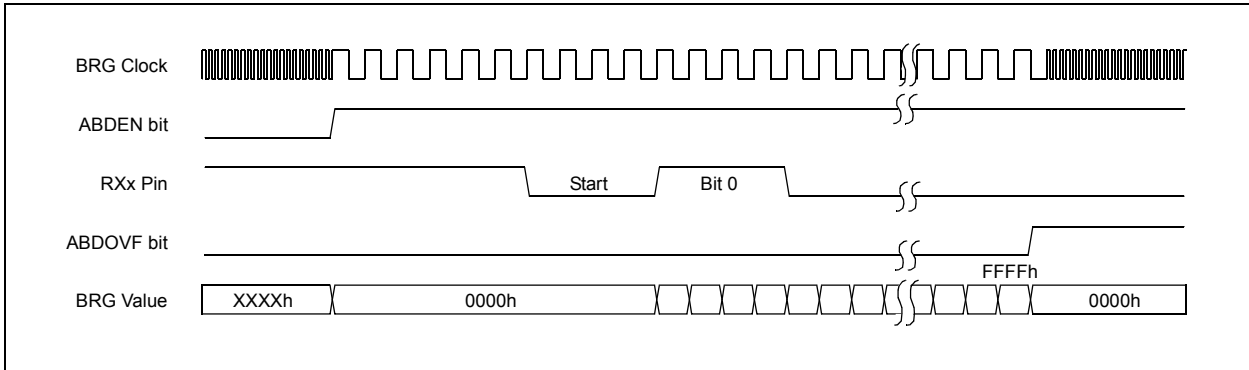 BRG Clock
ABDEN bit
RXx Pin
Start
Bit 0
ABDOVF bit
FFFFh
BRG Value
XXXXh
0000h
0000h